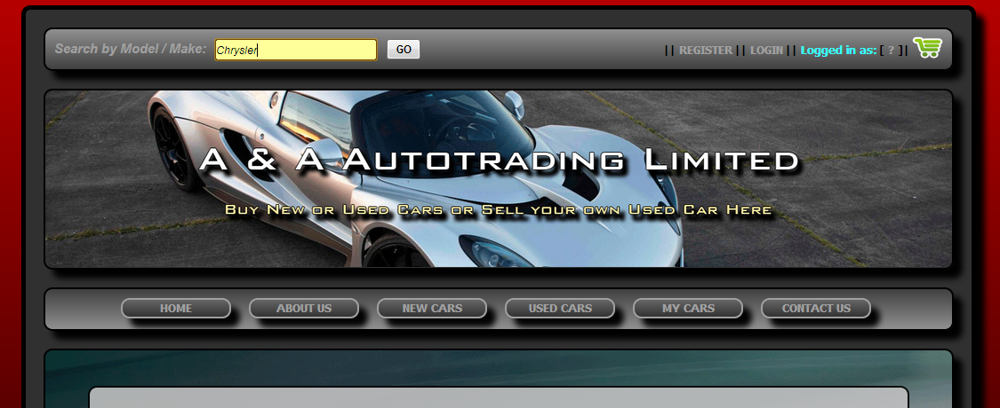 Search by Model / Make: Chrysler GO || REGISTER || LOGIN || Logged in as: [ ? ]|
A & A AUTOTRADING LIMITED
BUY NEW OR USED CARS OR SELL YOUR OWN USED CAR HERE
HOME ABOUT US NEW CARS USED CARS MY CARS CONTACT US